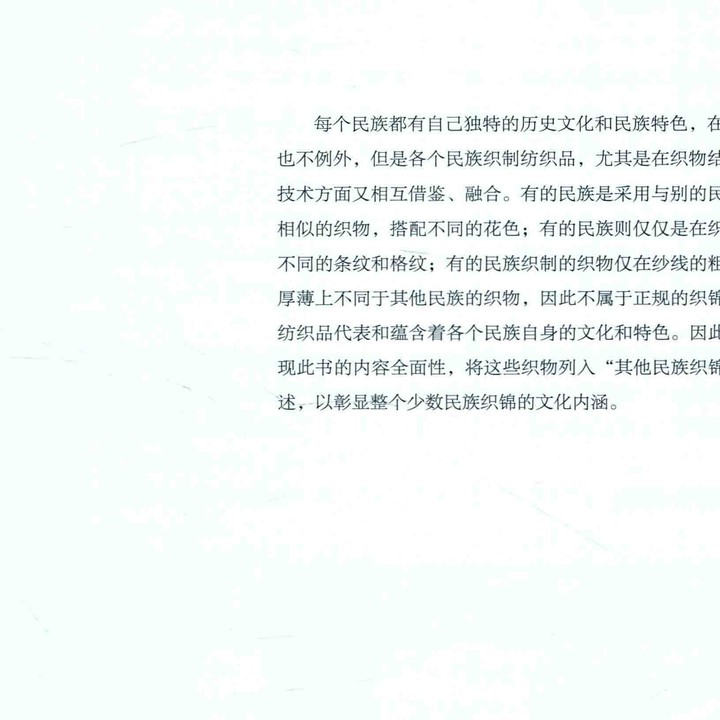 每个民族都有自己独特的历史文化和民族特色，在
也不例外，但是各个民族织制纺织品，尤其是在织物结
技术方面又相互借鉴、融合。有的民族是采用与别的民
相似的织物，搭配不同的花色；有的民族则仅仅是在织
不同的条纹和格纹；有的民族织制的织物仅在纱线的粗
厚薄上不同于其他民族的织物，因此不属于正规的织锦
纺织品代表和蕴含着各个民族自身的文化和特色。因此
现此书的内容全面性，将这些织物列入“其他民族织锦
述，以彰显整个少数民族织锦的文化内涵。